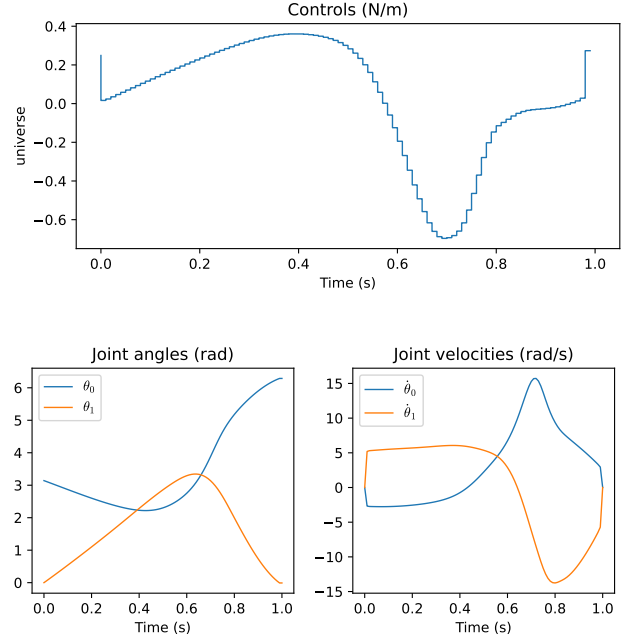 Controls (N/m)
universe
0.4
0.2
0.0
−0.2
−0.4
−0.6
0.0 0.2 0.4 0.6 0.8 1.0
Time (s)
Joint angles (rad)
θ₀
θ₁
6
5
4
3
2
1
0
0.0 0.2 0.4 0.6 0.8 1.0
Time (s)
Joint velocities (rad/s)
θ̇₀
θ̇₁
15
10
5
0
−5
−10
−15
0.0 0.2 0.4 0.6 0.8 1.0
Time (s)